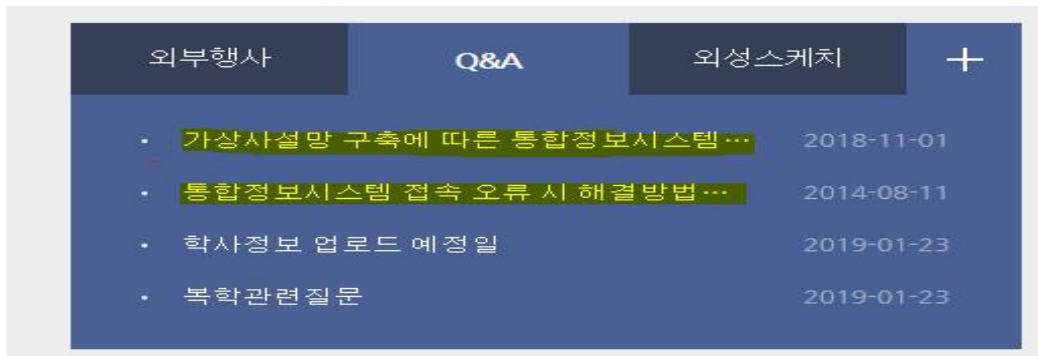 외부행사 Q&A 외성스케치 +
· 가상사설망 구축에 따른 통합정보시스템… 2018-11-01
· 통합정보시스템 접속 오류 시 해결방법… 2014-08-11
· 학사정보 업로드 예정일 2019-01-23
· 복학관련질문 2019-01-23